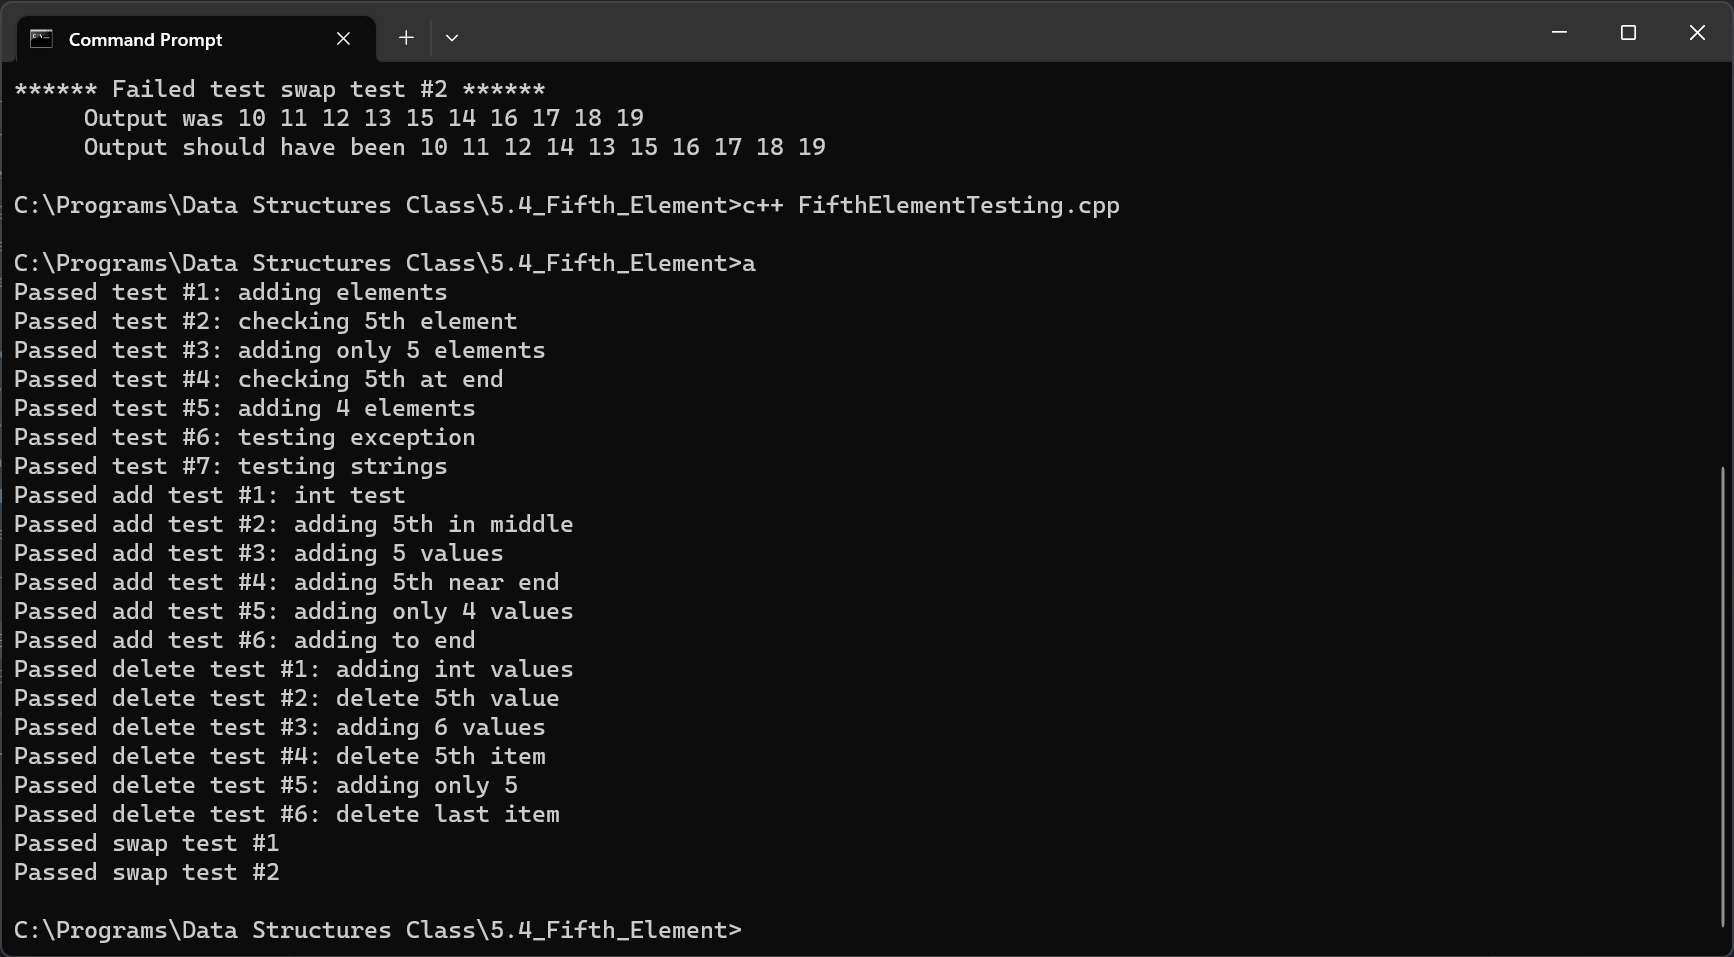 Command Prompt
****** Failed test swap test #2 ******
Output was 10 11 12 13 15 14 16 17 18 19
Output should have been 10 11 12 14 13 15 16 17 18 19
C:\Programs\Data Structures Class\5.4_Fifth_Element>c++ FifthElementTesting.cpp
C:\Programs\Data Structures Class\5.4_Fifth_Element>a
Passed test #1: adding elements
Passed test #2: checking 5th element
Passed test #3: adding only 5 elements
Passed test #4: checking 5th at end
Passed test #5: adding 4 elements
Passed test #6: testing exception
Passed test #7: testing strings
Passed add test #1: int test
Passed add test #2: adding 5th in middle
Passed add test #3: adding 5 values
Passed add test #4: adding 5th near end
Passed add test #5: adding only 4 values
Passed add test #6: adding to end
Passed delete test #1: adding int values
Passed delete test #2: delete 5th value
Passed delete test #3: adding 6 values
Passed delete test #4: delete 5th item
Passed delete test #5: adding only 5
Passed delete test #6: delete last item
Passed swap test #1
Passed swap test #2
C:\Programs\Data Structures Class\5.4_Fifth_Element>